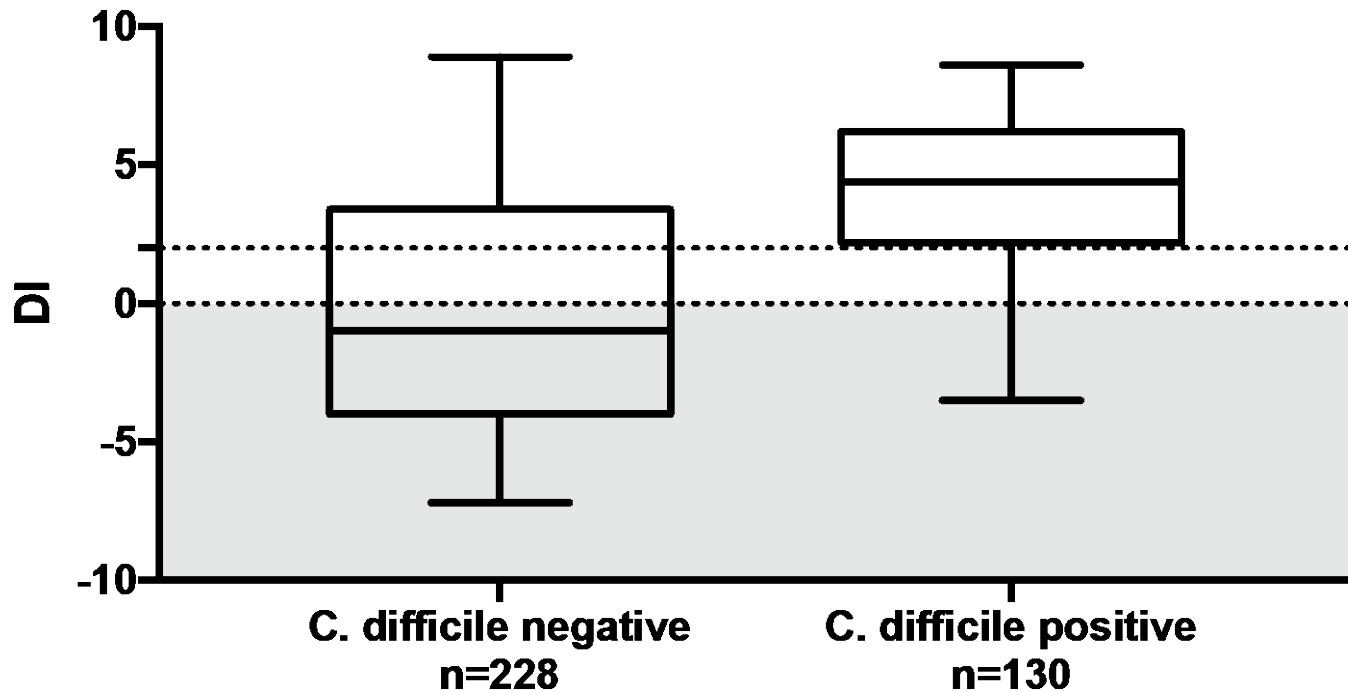 10
5
0
-5
-10
DI
C. difficile negative
n=228
C. difficile positive
n=130